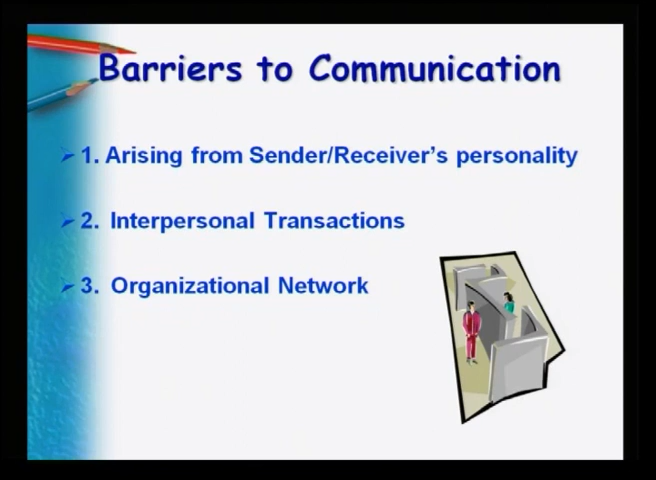 Barriers to Communication
1. Arising from Sender/Receiver's personality
2. Interpersonal Transactions
3. Organizational Network